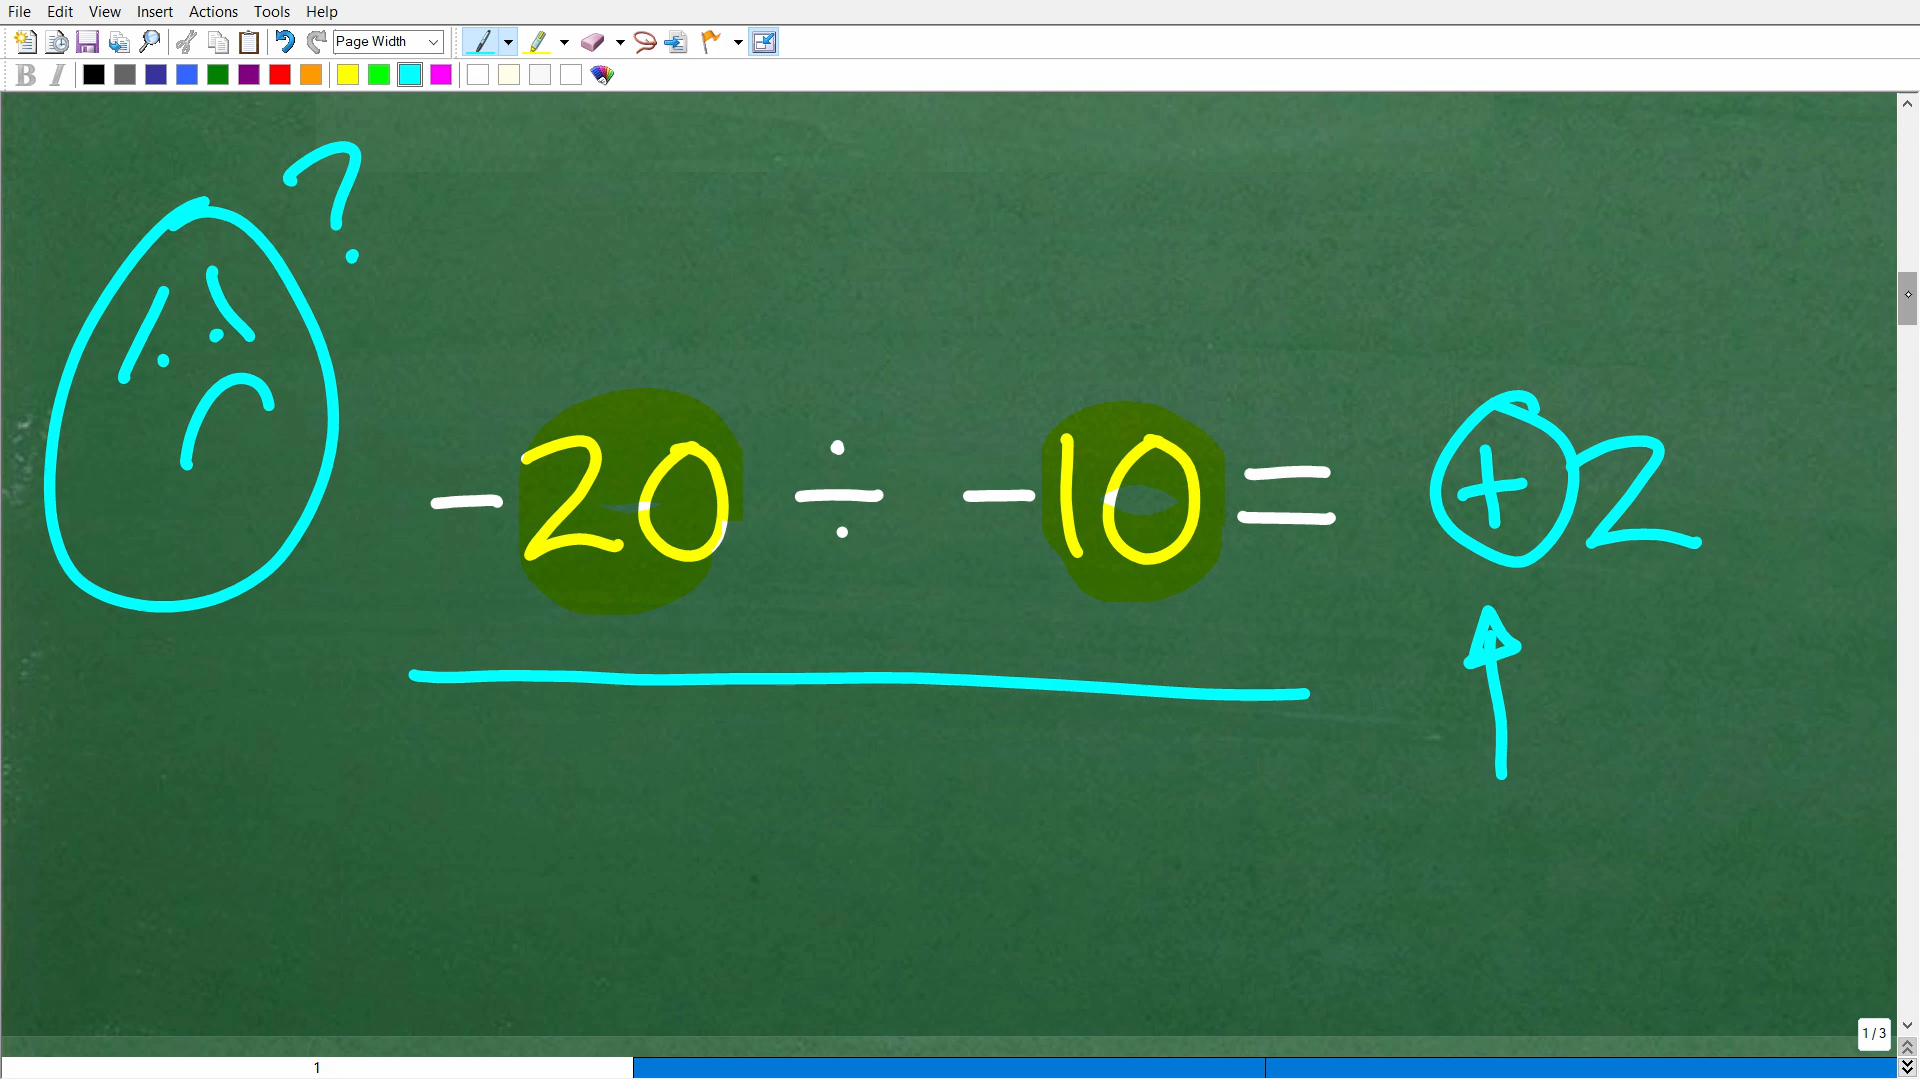 File Edit View Insert Actions Tools Help
Page Width
B I
?
-20 ÷ -10 = +2
1 / 3
1